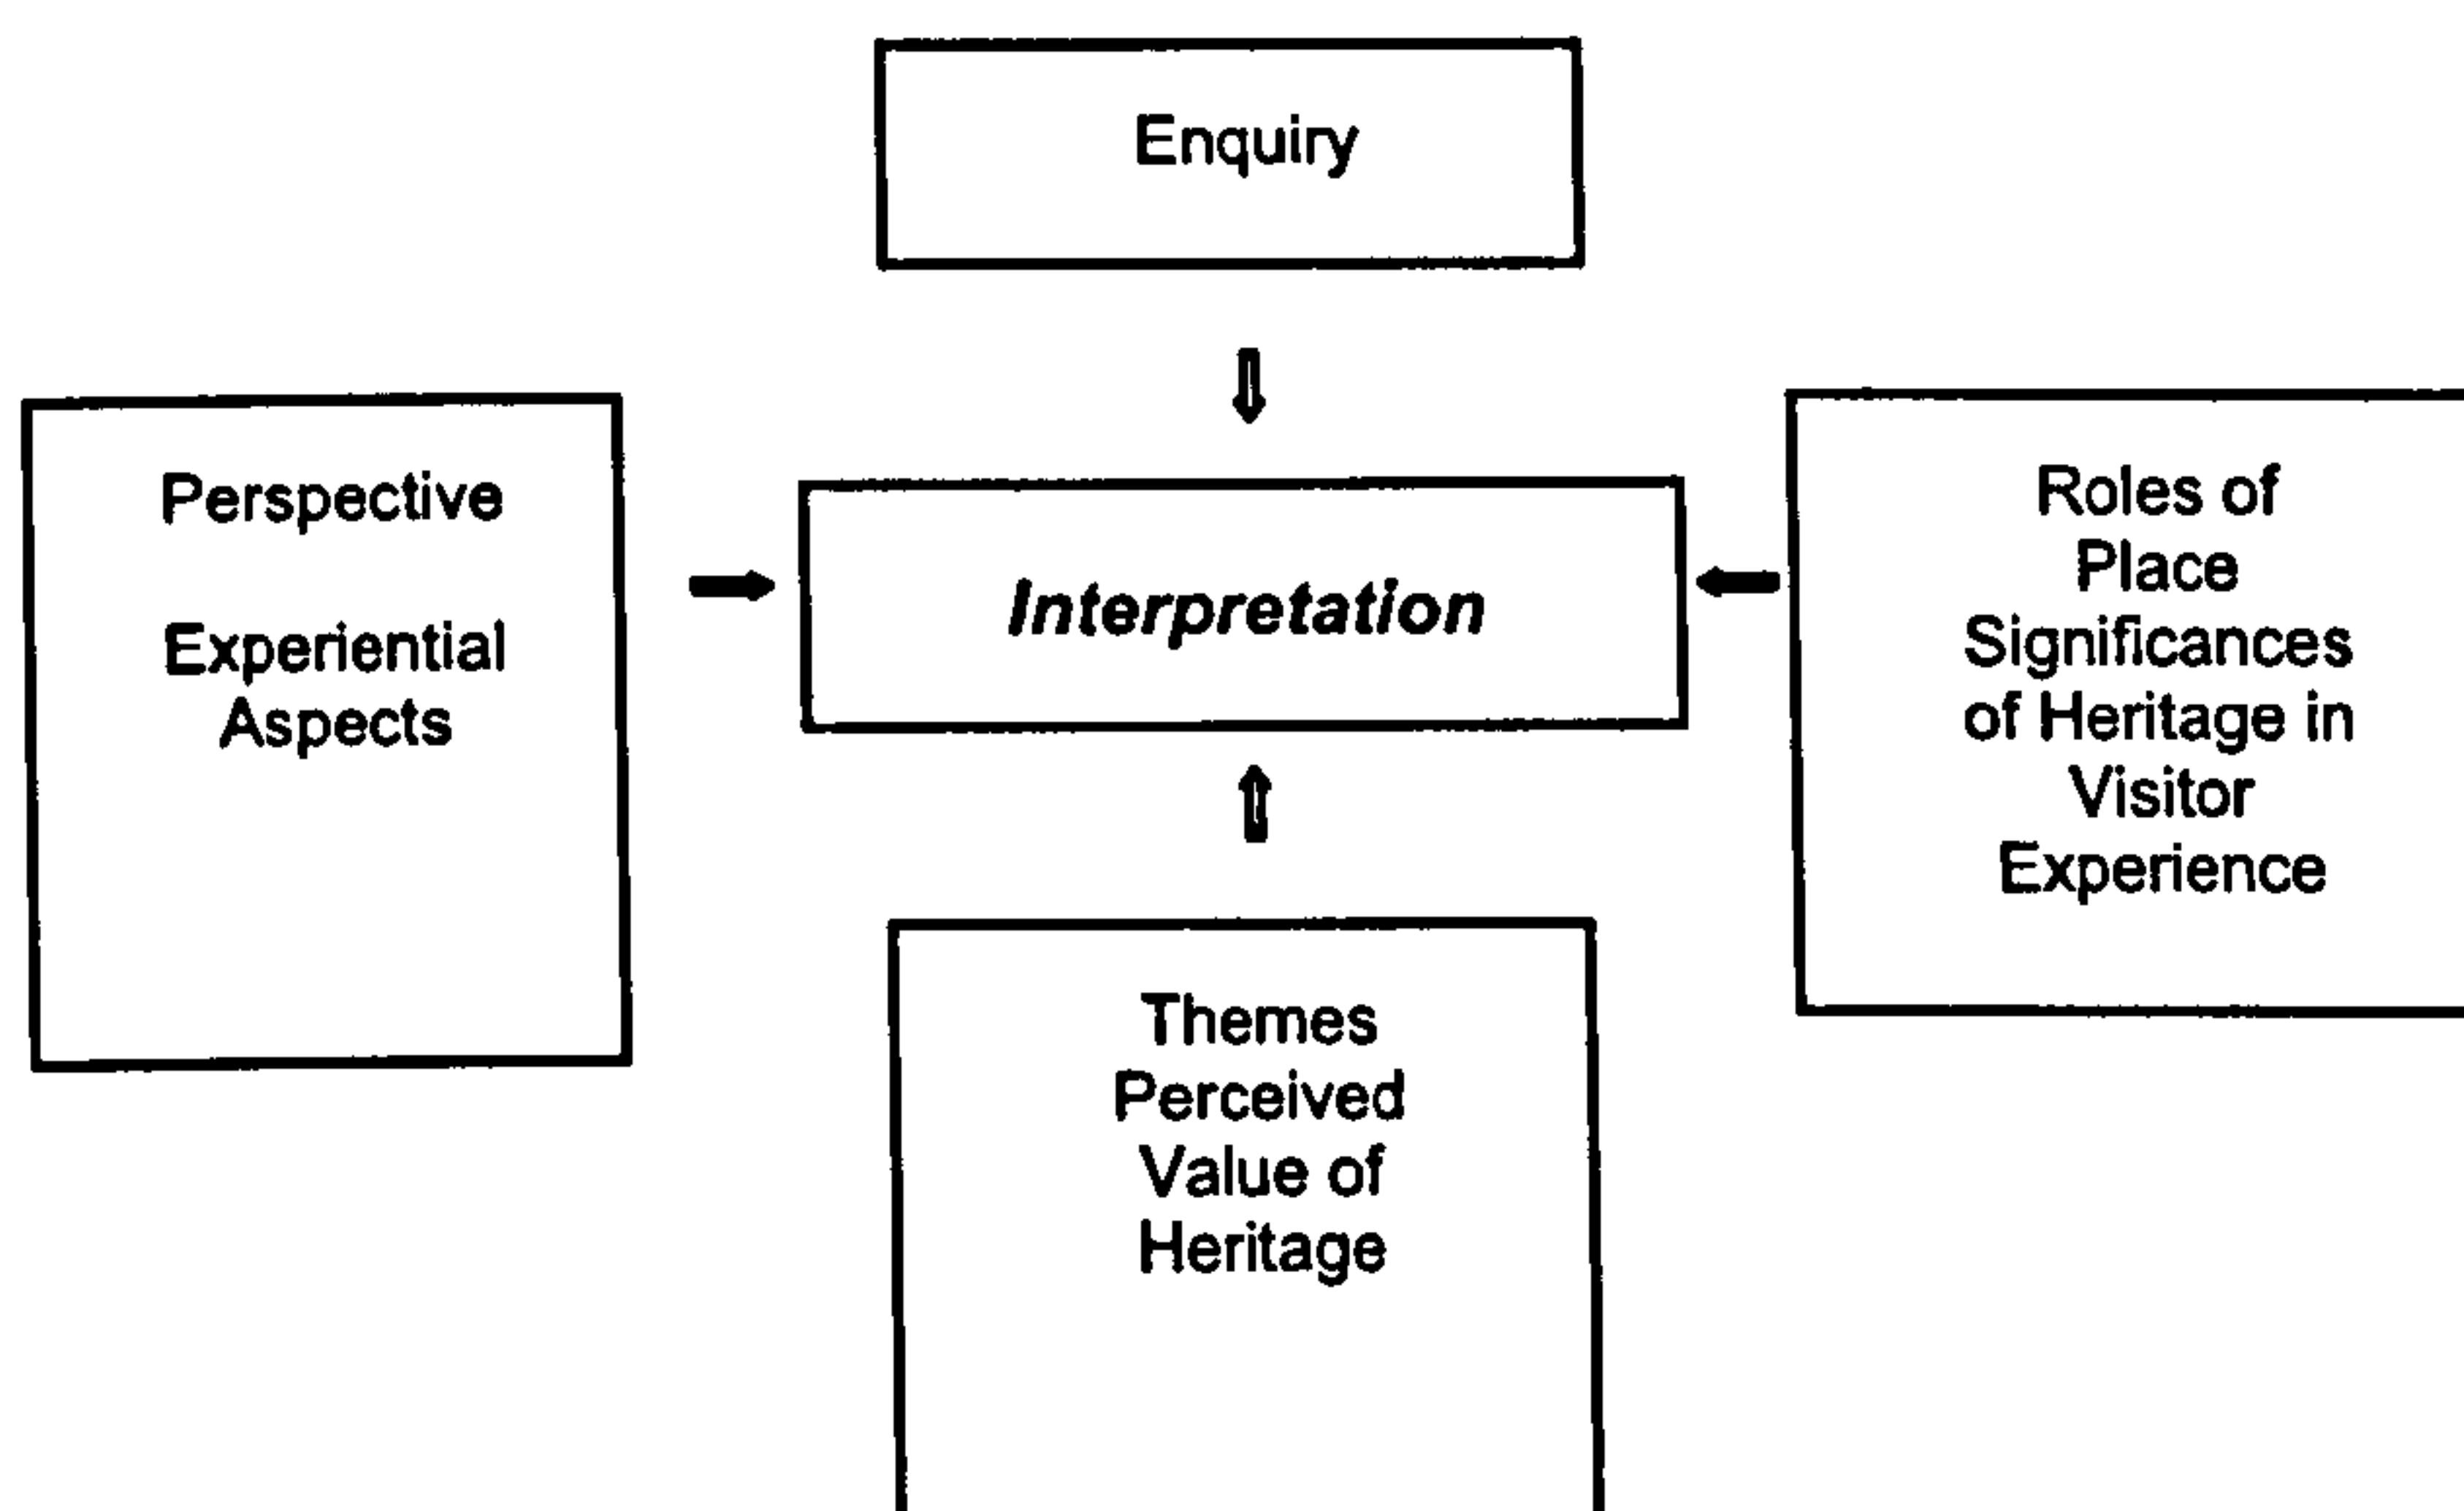 Enquiry
Perspective
Experiential
Aspects
Interpretation
Roles of
Place
Significances
of Heritage in
Visitor
Experience
Themes
Perceived
Value of
Heritage